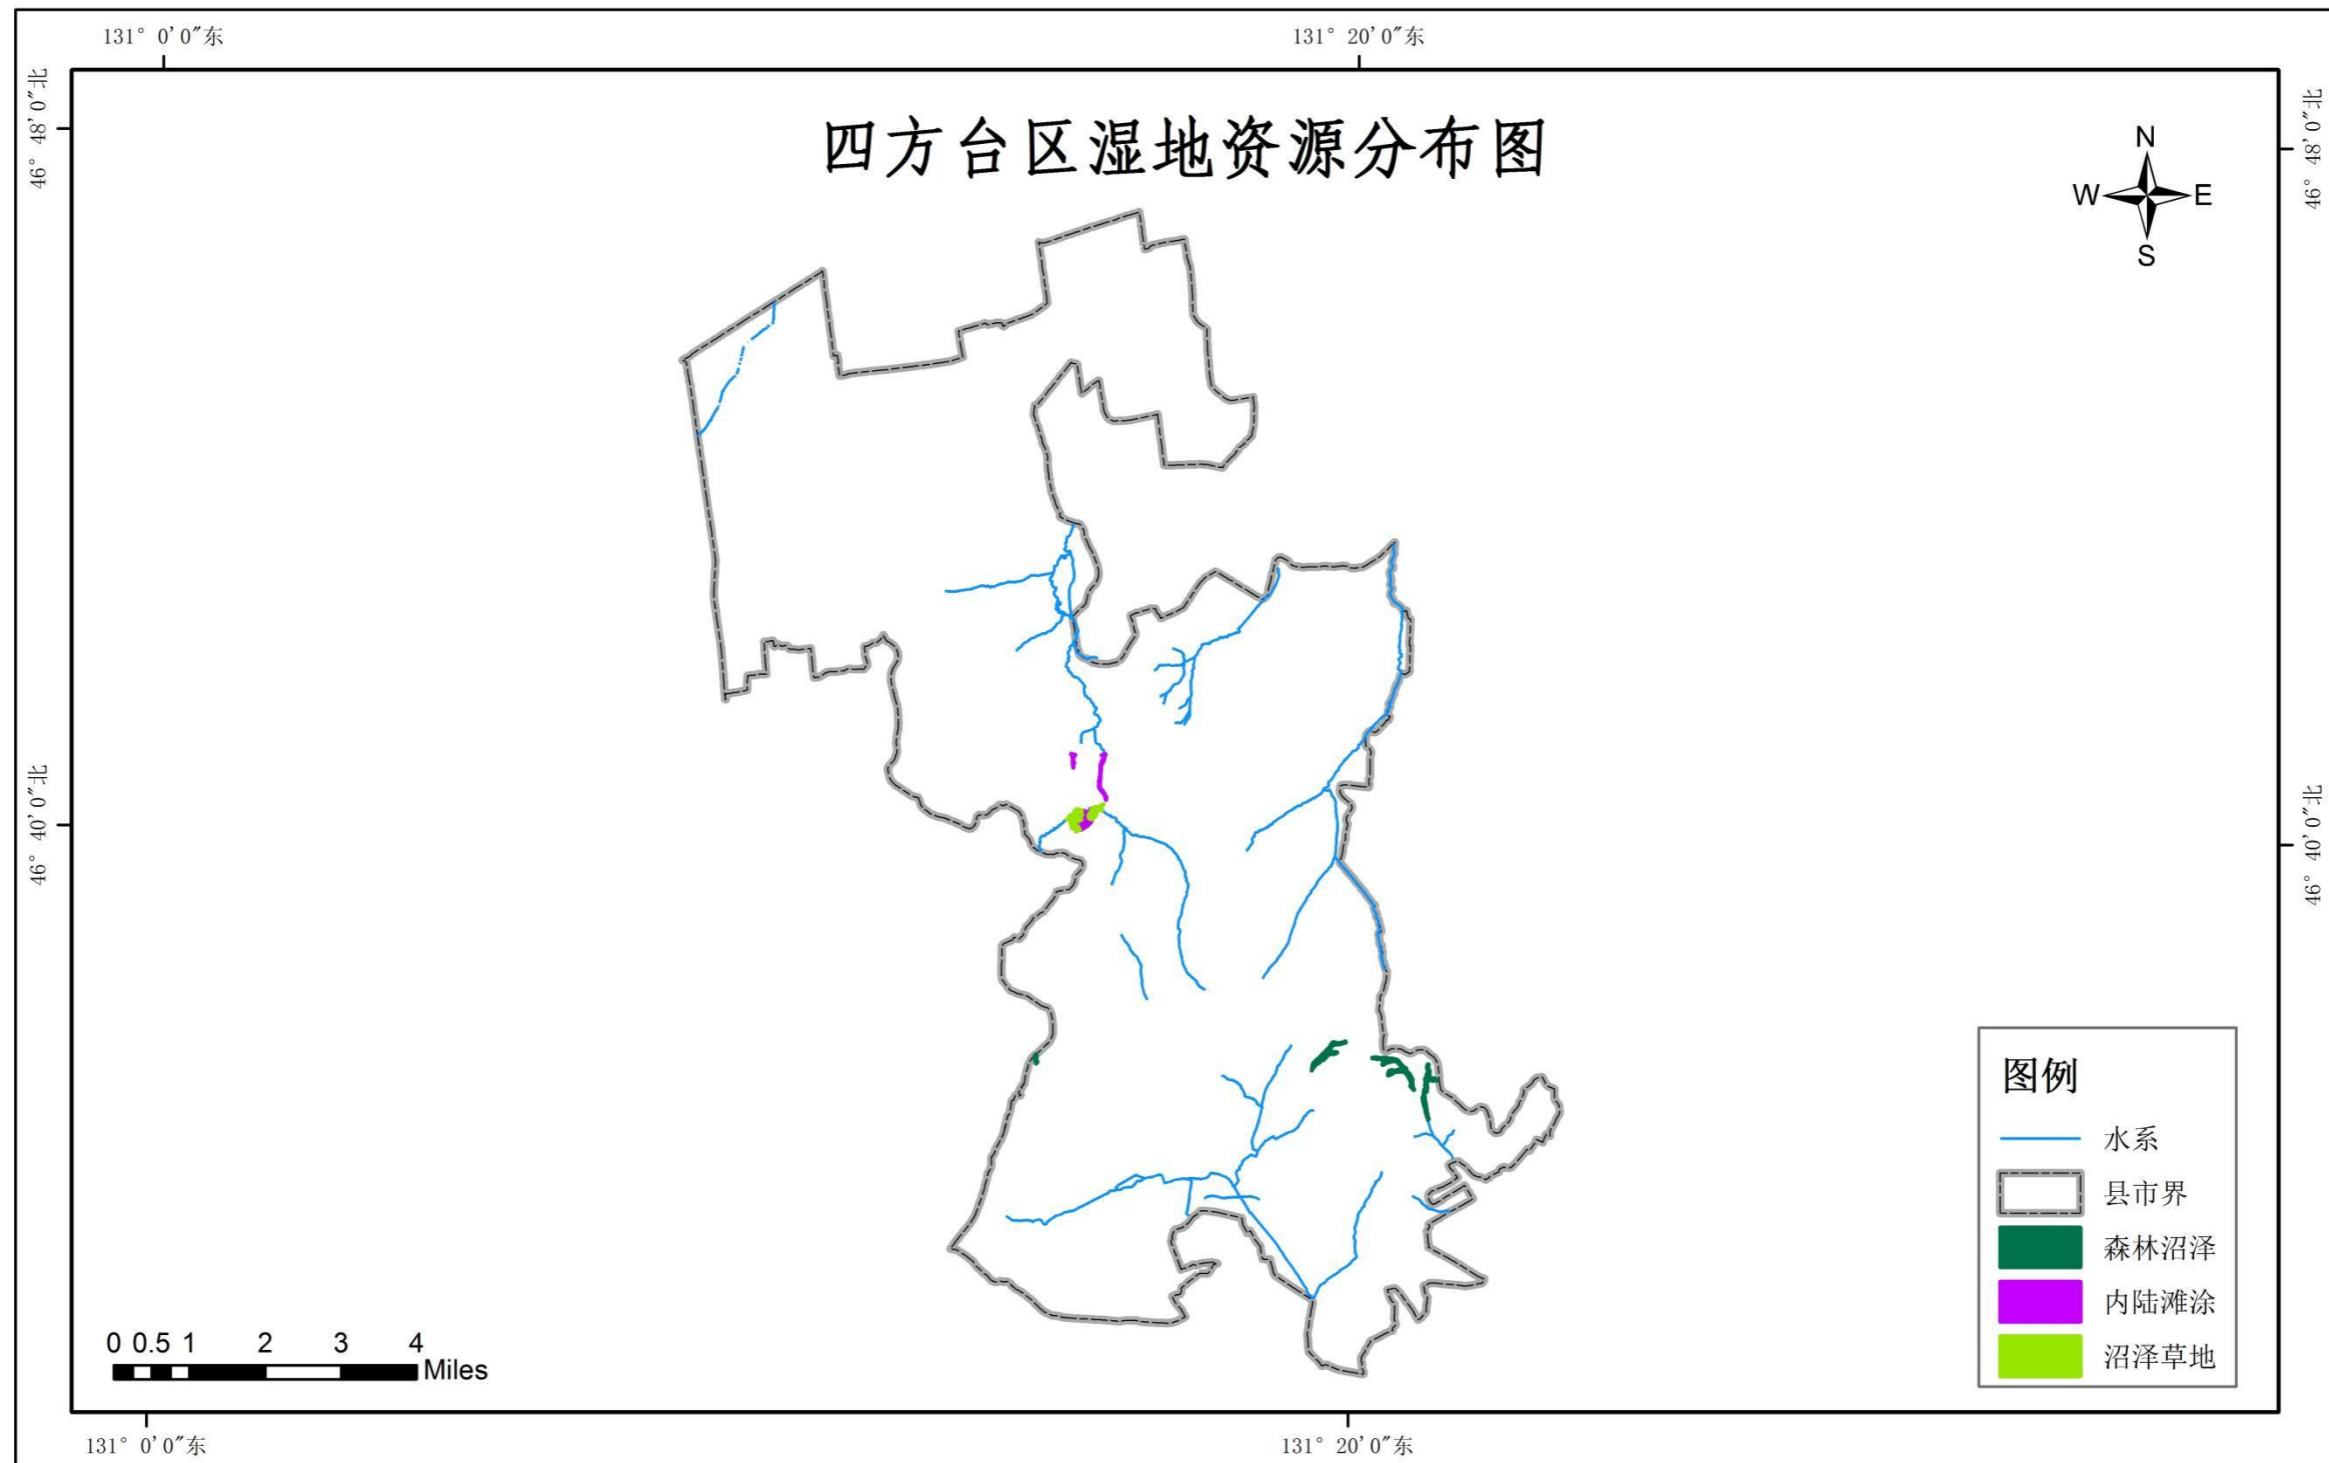 131° 0'0"东
131° 20'0"东
46° 48'0"北
46° 48'0"北
四方台区湿地资源分布图
N
W
E
S
46° 40'0"北
46° 40'0"北
图例
水系
县市界
森林沼泽
内陆滩涂
沼泽草地
0 0.5 1 2 3 4
Miles
131° 0'0"东
131° 20'0"东